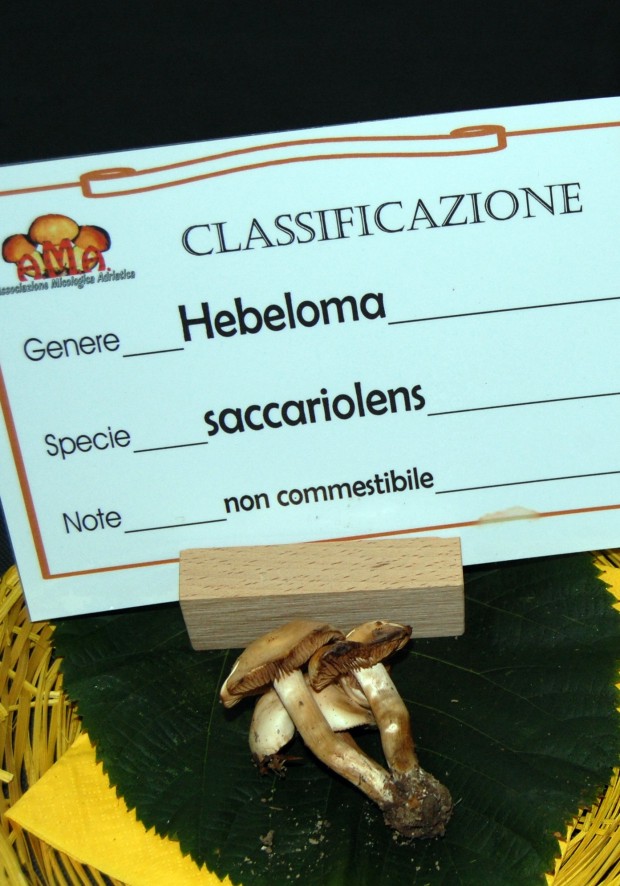 CLASSIFICAZIONE
A.M.A.
Associazione Micologica Adriatica
Genere Hebeloma
Specie saccariolens
Note non commestibile